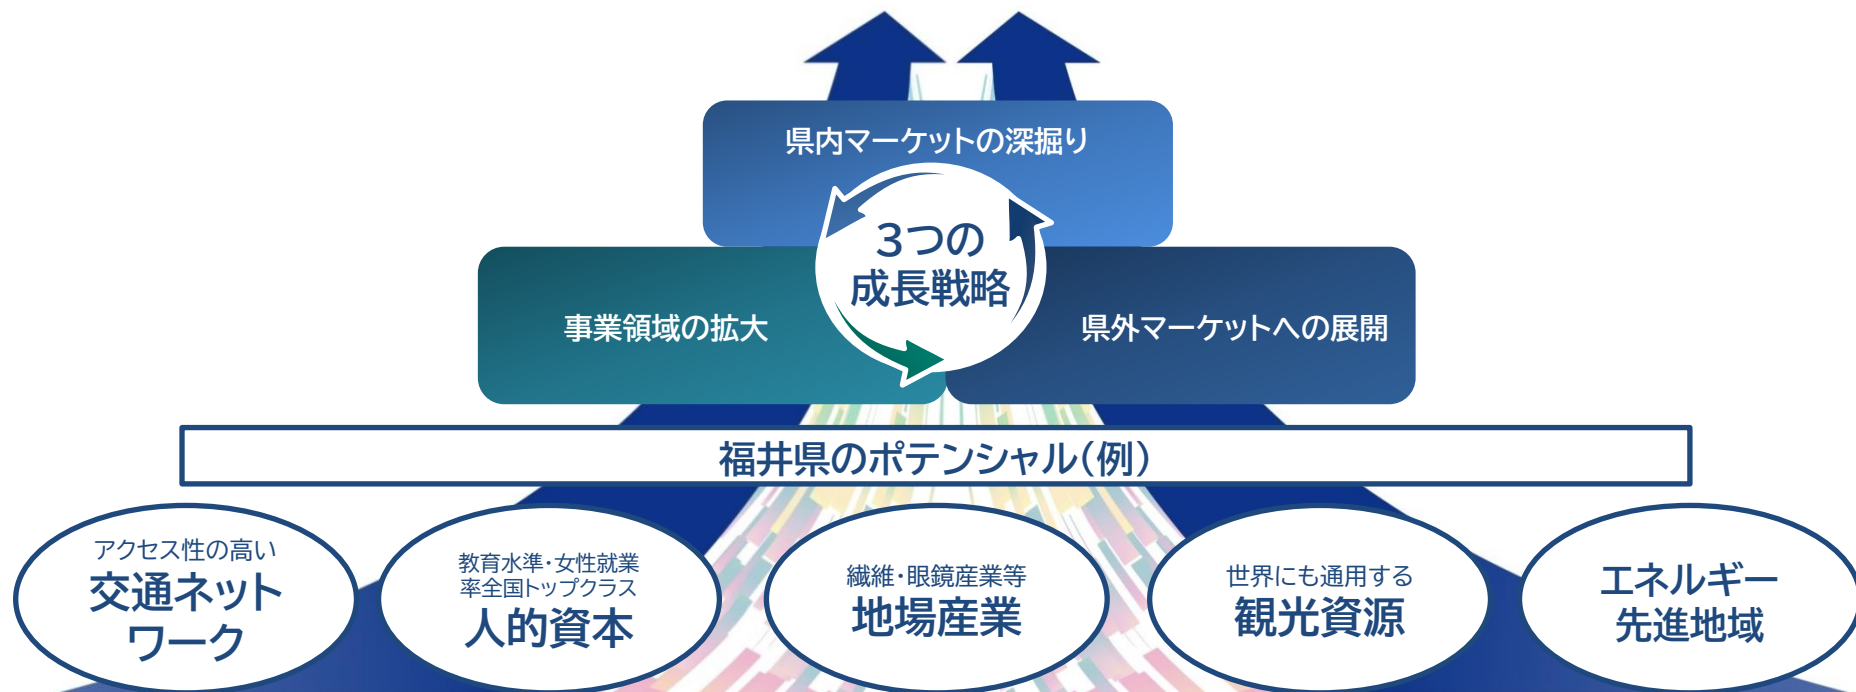 県内マーケットの深掘り
3つの
成長戦略
事業領域の拡大
県外マーケットへの展開
福井県のポテンシャル(例)
アクセス性の高い
交通ネット
ワーク
教育水準・女性就業
率全国トップクラス
人的資本
繊維・眼鏡産業等
地場産業
世界にも通用する
観光資源
エネルギー
先進地域